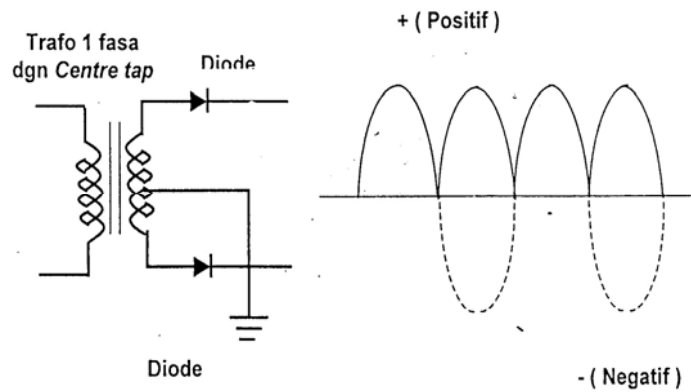 + ( Positif )
Trafo 1 fasa
dgn Centre tap
Diode
Diode
- ( Negatif )